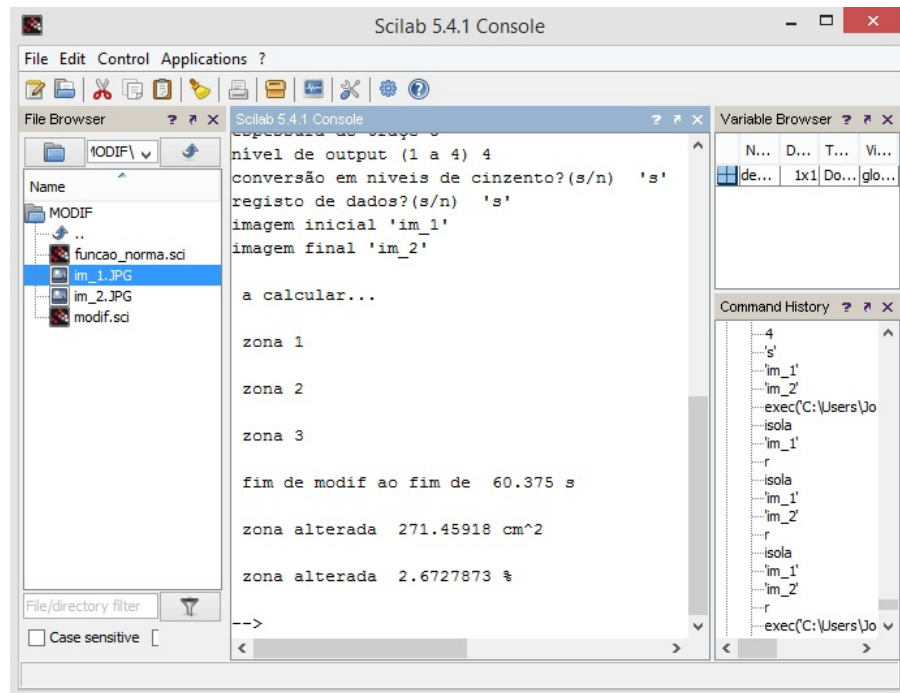 Scilab 5.4.1 Console
File Edit Control Applications ?
File Browser ? ↗ X
MODIF\
Name
MODIF
..
funcao_norma.sci
im_1.JPG
im_2.JPG
modif.sci
File/directory filter
Case sensitive
Scilab 5.4.1 Console ? ↗ X
nível de output (1 a 4) 4
conversão em niveis de cinzento?(s/n) 's'
registo de dados?(s/n) 's'
imagem inicial 'im_1'
imagem final 'im_2'
a calcular...
zona 1
zona 2
zona 3
fim de modif ao fim de 60.375 s
zona alterada 271.45918 cm^2
zona alterada 2.6727873 %
-->
Variable Browser ? ↗ X
N... D... T... Vi...
de... 1x1 Do... glo...
Command History ? ↗ X
4
's'
'im_1'
'im_2'
exec('C:\Users\Jo
isola
'im_1'
r
isola
'im_1'
'im_2'
r
isola
'im_1'
'im_2'
r
exec('C:\Users\Jo